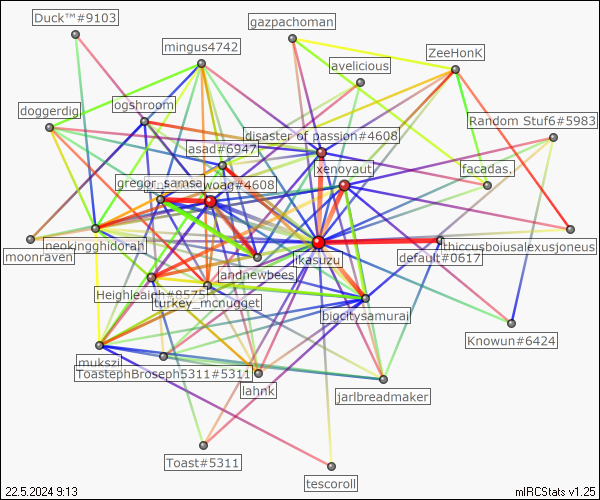 Duck™#9103
gazpachoman
mingus4742
ZeeHonK
avelicious
ogshroom
doggerdig
Random Stuf6#5983
disaster of passion#4608
asad#6947
xenoyaut
facadas.
gregor_samsa
woag#4608
moonraven
neokingghidorah
thiccusboiusalexusjoneus
ikasuzu
default#0617
andnewbees
Heighleigh#8575
turkey_mcnugget
bigcitysamurai
Knowun#6424
mukszi
ToastephBroseph5311#5311
lahnk
jarlbreadmaker
Toast#5311
tescoroll
22.5.2024 9:13
mIRCStats v1.25